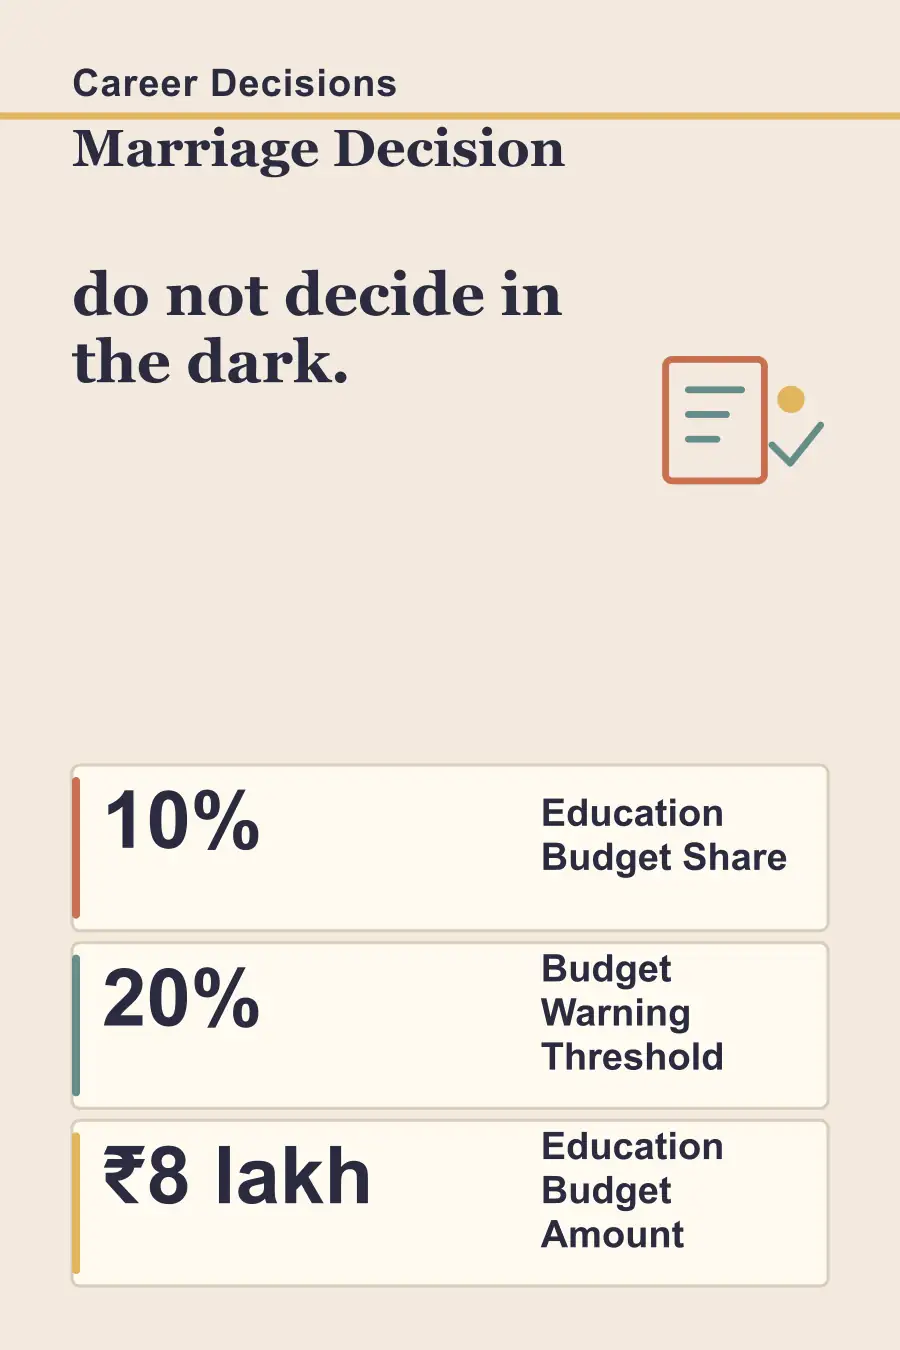 Career Decisions
Marriage Decision
do not decide in
the dark.
10%
Education
Budget Share
20%
Budget
Warning
Threshold
₹8 lakh
Education
Budget
Amount